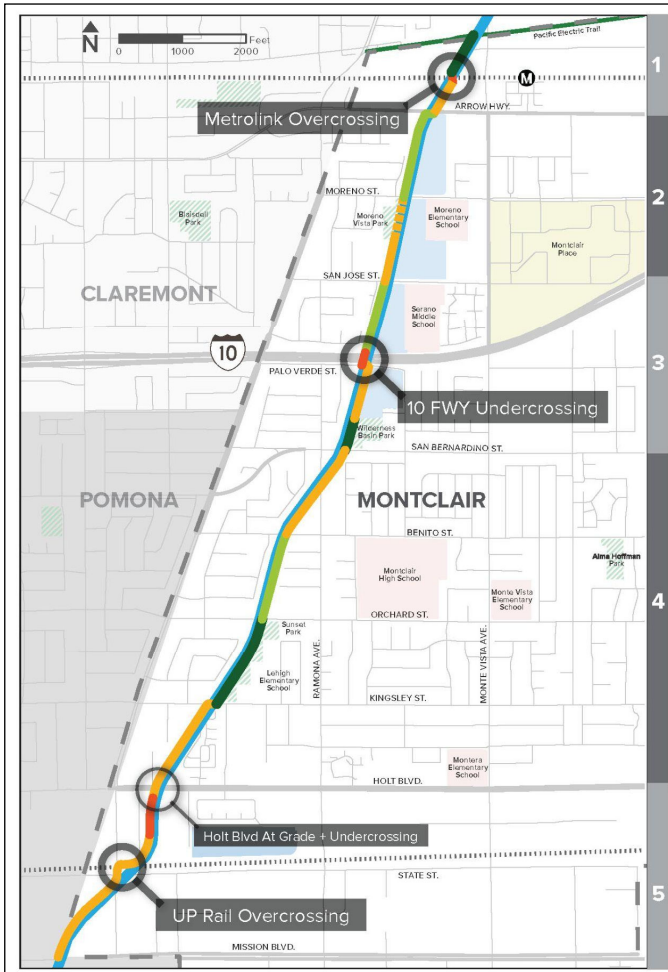 N
0 1000 2000 Feet
Pacific Electric Trail
1
M
Metrolink Overcrossing
ARROW HWY.
MORENO ST.
2
Blaisdell
Park
Moreno
Vista Park
Moreno
Elementary
School
Montclair
Place
SAN JOSE ST.
CLAREMONT
Serano
Middle
School
10
3
PALO VERDE ST.
10 FWY Undercrossing
Wilderness
Basin Park
SAN BERNARDINO ST.
POMONA
MONTCLAIR
BENITO ST.
Alma Hoffman
Park
Montclair
High School
Monte Vista
Elementary
School
4
ORCHARD ST.
Sunset
Park
RAMONA AVE.
MONTE VISTA AVE.
Lehigh
Elementary
School
KINGSLEY ST.
Montera
Elementary
School
HOLT BLVD.
Holt Blvd At Grade + Undercrossing
STATE ST.
5
UP Rail Overcrossing
MISSION BLVD.